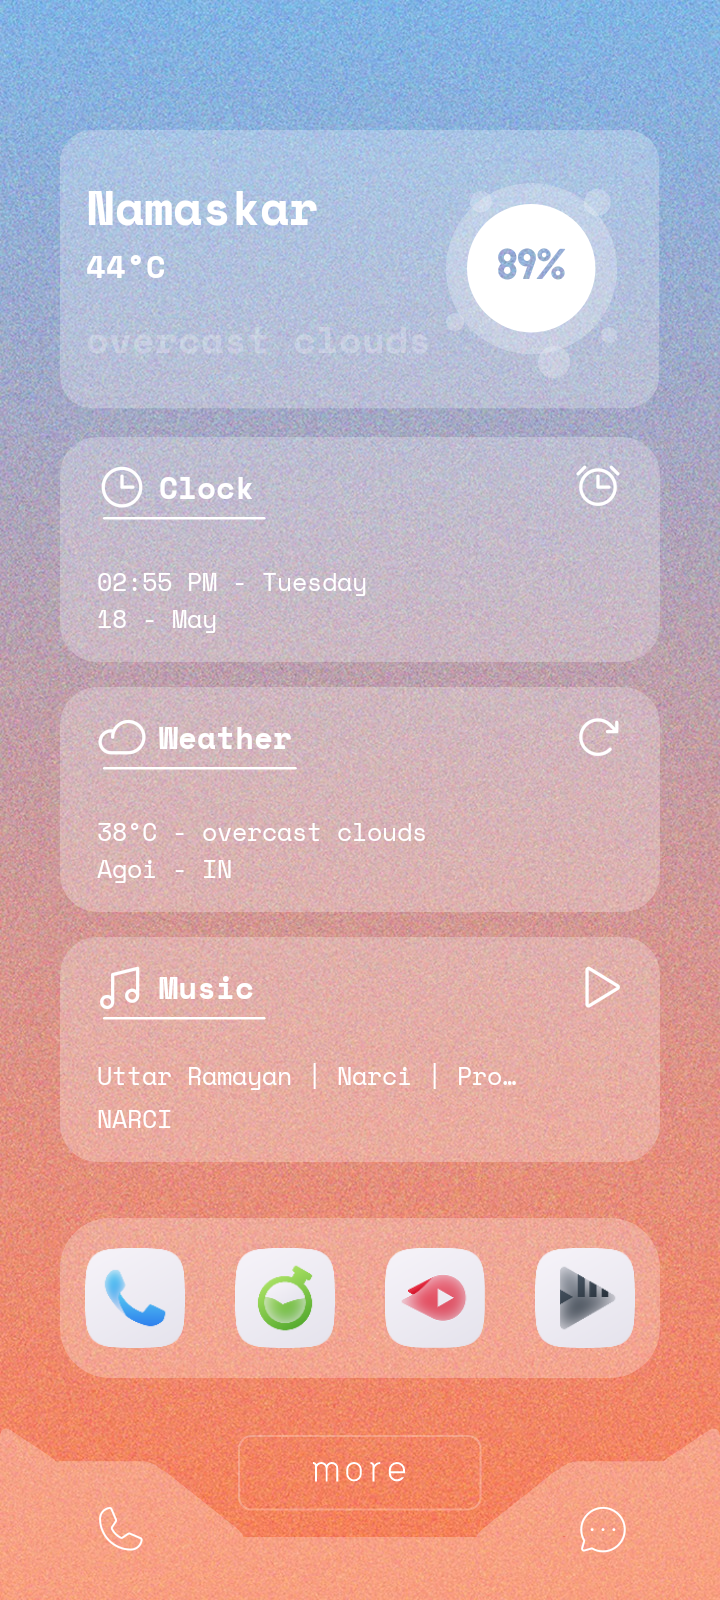 Namaskar
44°C
89%
overcast clouds
Clock
02:55 PM - Tuesday
18 - May
Weather
38°C - overcast clouds
Agoi - IN
Music
Uttar Ramayan | Narci | Pro…
NARCI
more